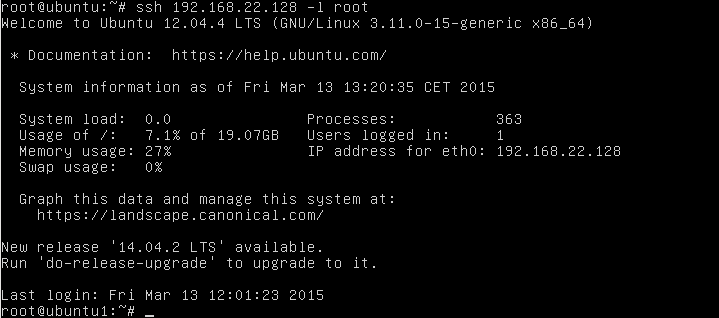 root@ubuntu:~# ssh 192.168.22.128 -l root
Welcome to Ubuntu 12.04.4 LTS (GNU/Linux 3.11.0-15-generic x86_64)
* Documentation:  https://help.ubuntu.com/
System information as of Fri Mar 13 13:20:35 CET 2015
System load:  0.0               Processes:           363
Usage of /:   7.1% of 19.07GB   Users logged in:     1
Memory usage: 27%               IP address for eth0: 192.168.22.128
Swap usage:   0%
Graph this data and manage this system at:
https://landscape.canonical.com/
New release '14.04.2 LTS' available.
Run 'do-release-upgrade' to upgrade to it.
Last login: Fri Mar 13 12:01:23 2015
root@ubuntu1:~# _